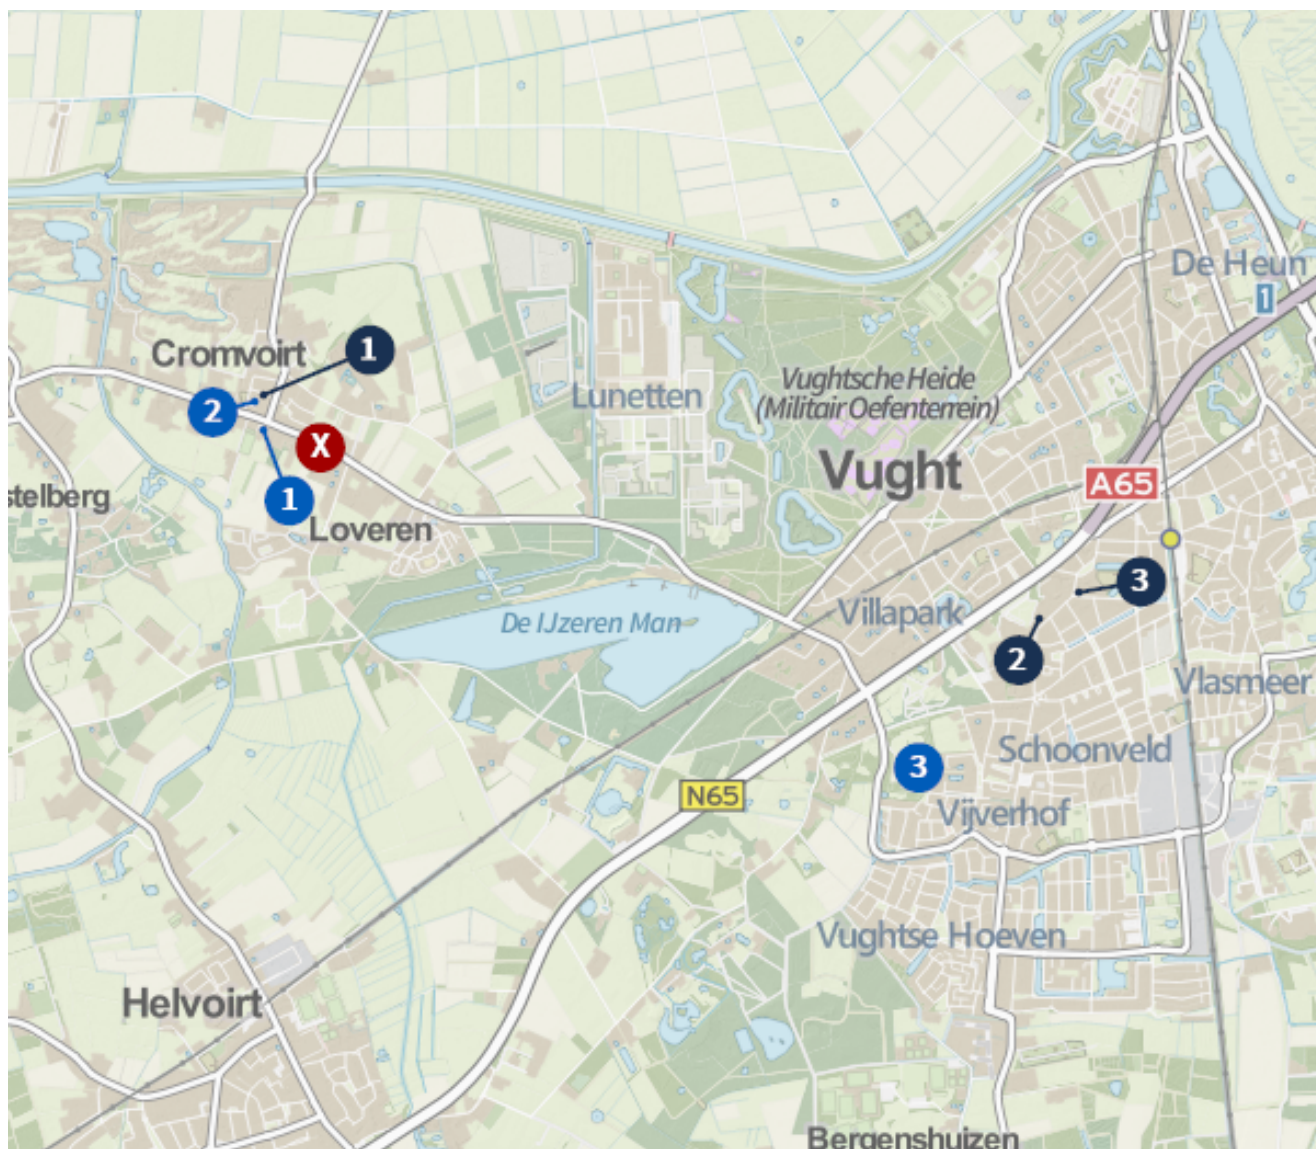 De Heun
1
Cromvoirt
1
2
X
1
Lunetten
Vughtsche Heide
(Militair Oefenterrein)
Vught
A65
stelberg
Loveren
De IJzeren Man
Villapark
3
2
Vlasmeer
Schoonveld
3
N65
Vijverhof
Vughtse Hoeven
Helvoirt
Bergenshuizen